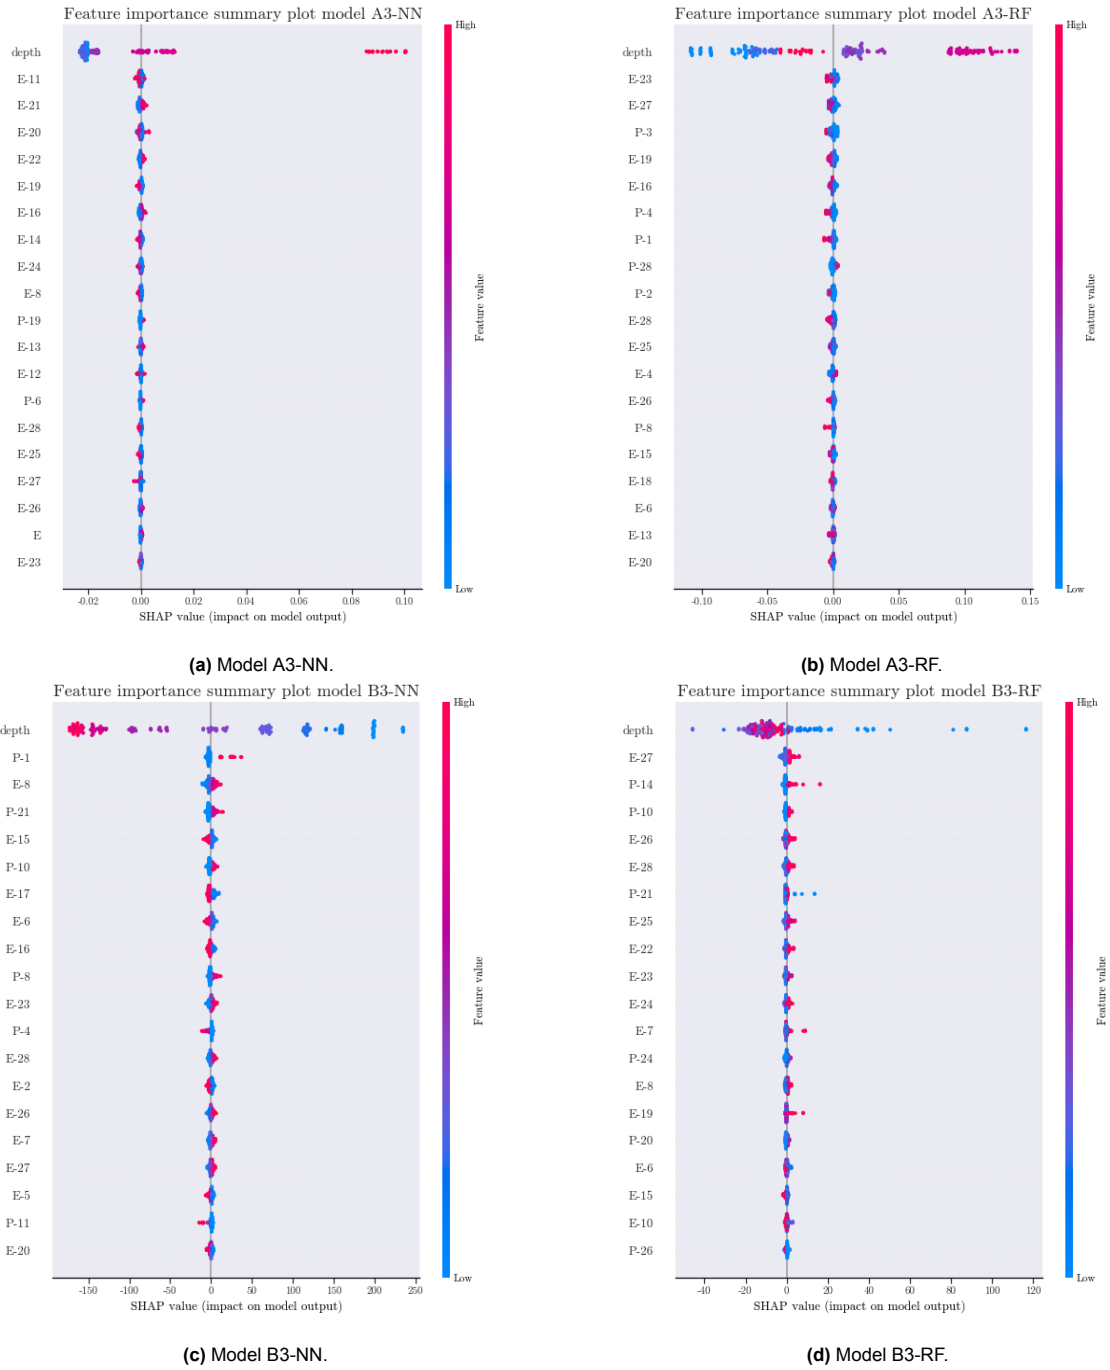 Feature importance summary plot model A3-NN
High
depth
E-11
E-21
E-20
E-22
E-19
E-16
E-14
E-24
E-8
P-19
E-13
E-12
P-6
E-28
E-25
E-27
E-26
E
E-23
Feature value
Low
-0.02 0.00 0.02 0.04 0.06 0.08 0.10
SHAP value (impact on model output)
(a) Model A3-NN.
Feature importance summary plot model A3-RF
High
depth
E-23
E-27
P-3
E-19
E-16
P-4
P-1
P-28
P-2
E-28
E-25
E-4
E-26
P-8
E-15
E-18
E-6
E-13
E-20
Feature value
Low
-0.10 -0.05 0.00 0.05 0.10 0.15
SHAP value (impact on model output)
(b) Model A3-RF.
Feature importance summary plot model B3-NN
High
depth
P-1
E-8
P-21
E-15
P-10
E-17
E-6
E-16
P-8
E-23
P-4
E-28
E-2
E-26
E-7
E-27
E-5
P-11
E-20
Feature value
Low
-150 -100 -50 0 50 100 150 200 250
SHAP value (impact on model output)
(c) Model B3-NN.
Feature importance summary plot model B3-RF
High
depth
E-27
P-14
P-10
E-26
E-28
P-21
E-25
E-22
E-23
E-24
E-7
P-24
E-8
E-19
P-20
E-6
E-15
E-10
P-26
Feature value
Low
-40 -20 0 20 40 60 80 100 120
SHAP value (impact on model output)
(d) Model B3-RF.